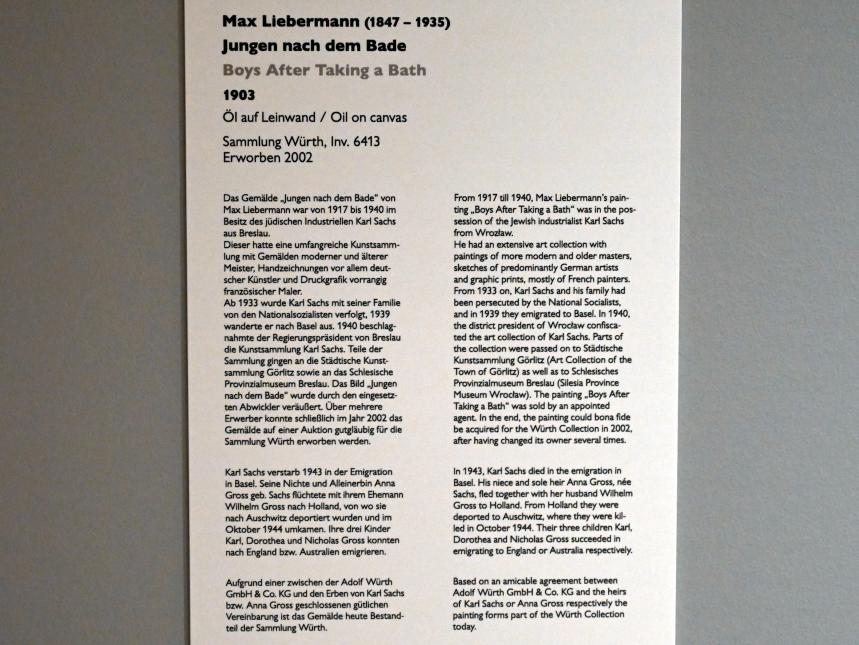 Max Liebermann (1847 – 1935)
Jungen nach dem Bade
Boys After Taking a Bath
1903
Öl auf Leinwand / Oil on canvas
Sammlung Würth, Inv. 6413
Erworben 2002
Das Gemälde „Jungen nach dem Bade“ von
Max Liebermann war von 1917 bis 1940 im
Besitz des jüdischen Industriellen Karl Sachs
aus Breslau.
Dieser hatte eine umfangreiche Kunstsamm-
lung mit Gemälden moderner und älterer
Meister, Handzeichnungen vor allem deut-
scher Künstler und Druckgrafik vorrangig
französischer Maler.
Ab 1933 wurde Karl Sachs mit seiner Familie
von den Nationalsozialisten verfolgt, 1939
wanderte er nach Basel aus. 1940 beschlag-
nahmte der Regierungspräsident von Breslau
die Kunstsammlung Karl Sachs. Teile der
Sammlung gingen an die Städtische Kunst-
sammlung Görlitz sowie an das Schlesische
Provinzialmuseum Breslau. Das Bild „Jungen
nach dem Bade“ wurde durch den eingesetz-
ten Abwickler veräußert. Über mehrere
Erwerber konnte schließlich im Jahr 2002 das
Gemälde auf einer Auktion gutgläubig für die
Sammlung Würth erworben werden.
Karl Sachs verstarb 1943 in der Emigration
in Basel. Seine Nichte und Alleinerbin Anna
Gross geb. Sachs flüchtete mit ihrem Ehemann
Wilhelm Gross nach Holland, von wo sie
nach Auschwitz deportiert wurden und im
Oktober 1944 umkamen. Ihre drei Kinder
Karl, Dorothea und Nicholas Gross konnten
nach England bzw. Australien emigrieren.
Aufgrund einer zwischen der Adolf Würth
GmbH & Co. KG und den Erben von Karl Sachs
bzw. Anna Gross geschlossenen gütlichen
Vereinbarung ist das Gemälde heute Bestand-
teil der Sammlung Würth.
From 1917 till 1940, Max Liebermann's pain-
ting „Boys After Taking a Bath“ was in the pos-
session of the Jewish industrialist Karl Sachs
from Wrozław.
He had an extensive art collection with
paintings of more modern and older masters,
sketches of predominantly German artists
and graphic prints, mostly of French painters.
From 1933 on, Karl Sachs and his family had
been persecuted by the National Socialists,
and in 1939 they emigrated to Basel. In 1940,
the district president of Wrocław confisca-
ted the art collection of Karl Sachs. Parts of
the collection were passed on to Städtische
Kunstsammlung Görlitz (Art Collection of the
Town of Görlitz) as well as to Schlesisches
Provinzialmuseum Breslau (Silesia Province
Museum Wrocław). The painting „Boys After
Taking a Bath“ was sold by an appointed
agent. In the end, the painting could bona fide
be acquired for the Würth Collection in 2002,
after having changed its owner several times.
In 1943, Karl Sachs died in the emigration in
Basel. His niece and sole heir Anna Gross, née
Sachs, fled together with her husband Wilhelm
Gross to Holland. From Holland they were
deported to Auschwitz, where they were kil-
led in October 1944. Their three children Karl,
Dorothea and Nicholas Gross succeeded in
emigrating to England or Australia respectively.
Based on an amicable agreement between
Adolf Würth GmbH & Co. KG and the heirs
of Karl Sachs or Anna Gross respectively the
painting forms part of the Würth Collection
today.